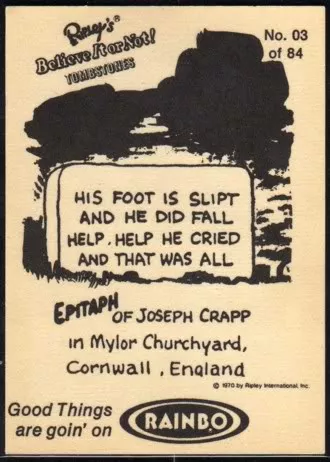 Ripley's®
Believe It or Not!
TOMBSTONES
No. 03
of 84
HIS FOOT IS SLIPT
AND HE DID FALL
HELP. HELP HE CRIED
AND THAT WAS ALL
EPITAPH OF JOSEPH CRAPP
in Mylor Churchyard,
Cornwall, England
© 1970 by Ripley International, Inc.
Good Things
are goin' on
RAINBO